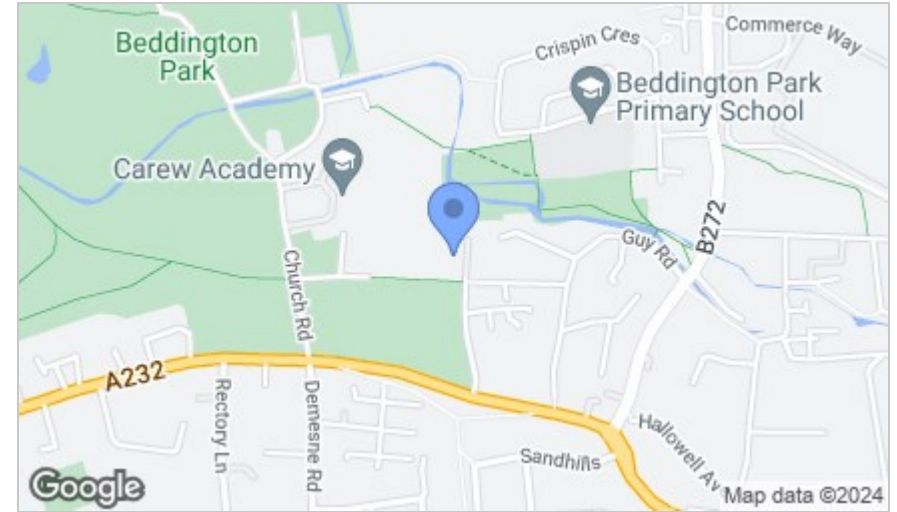 Beddington
Park
Crispin Cres
Commerce Way
Beddington Park
Primary School
Carew Academy
B272
Guy Rd
Church Rd
A232
Rectory Ln
Demesne Rd
Hallowell Av
Sandhills
Google
Map data ©2024